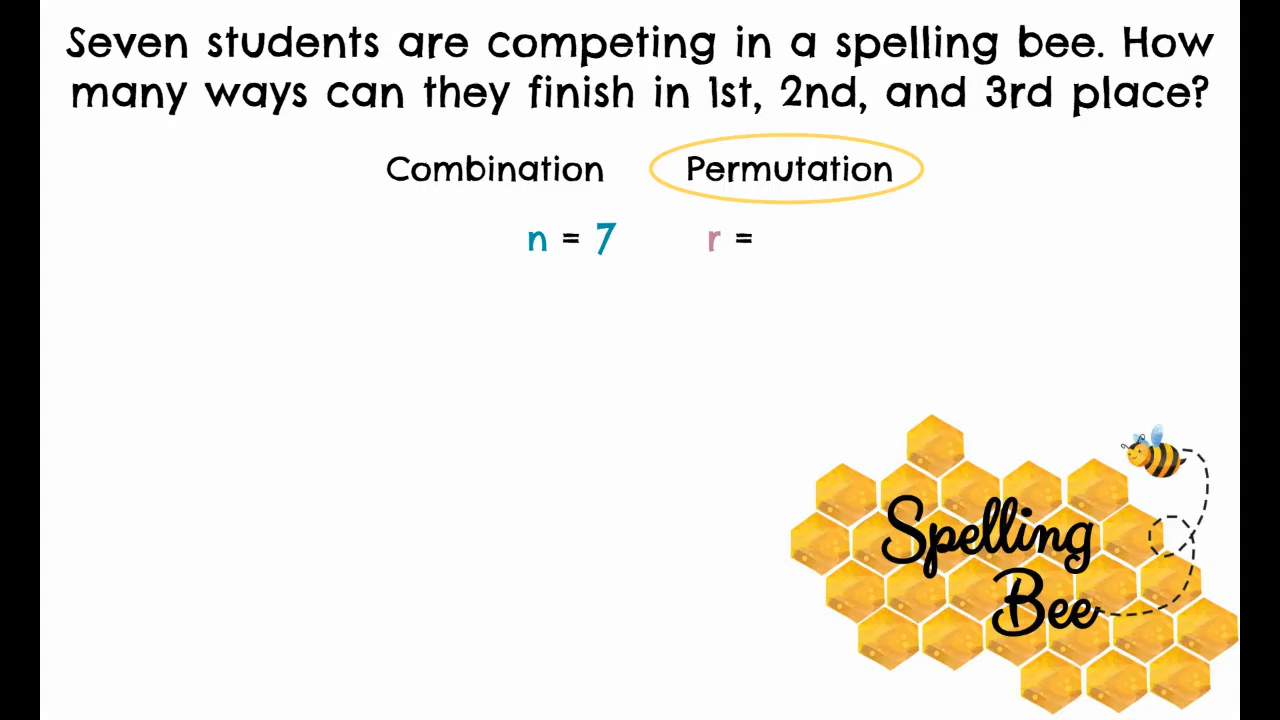 Seven students are competing in a spelling bee. How
many ways can they finish in 1st, 2nd, and 3rd place?
Combination Permutation
n = 7 r =
Spelling
Bee